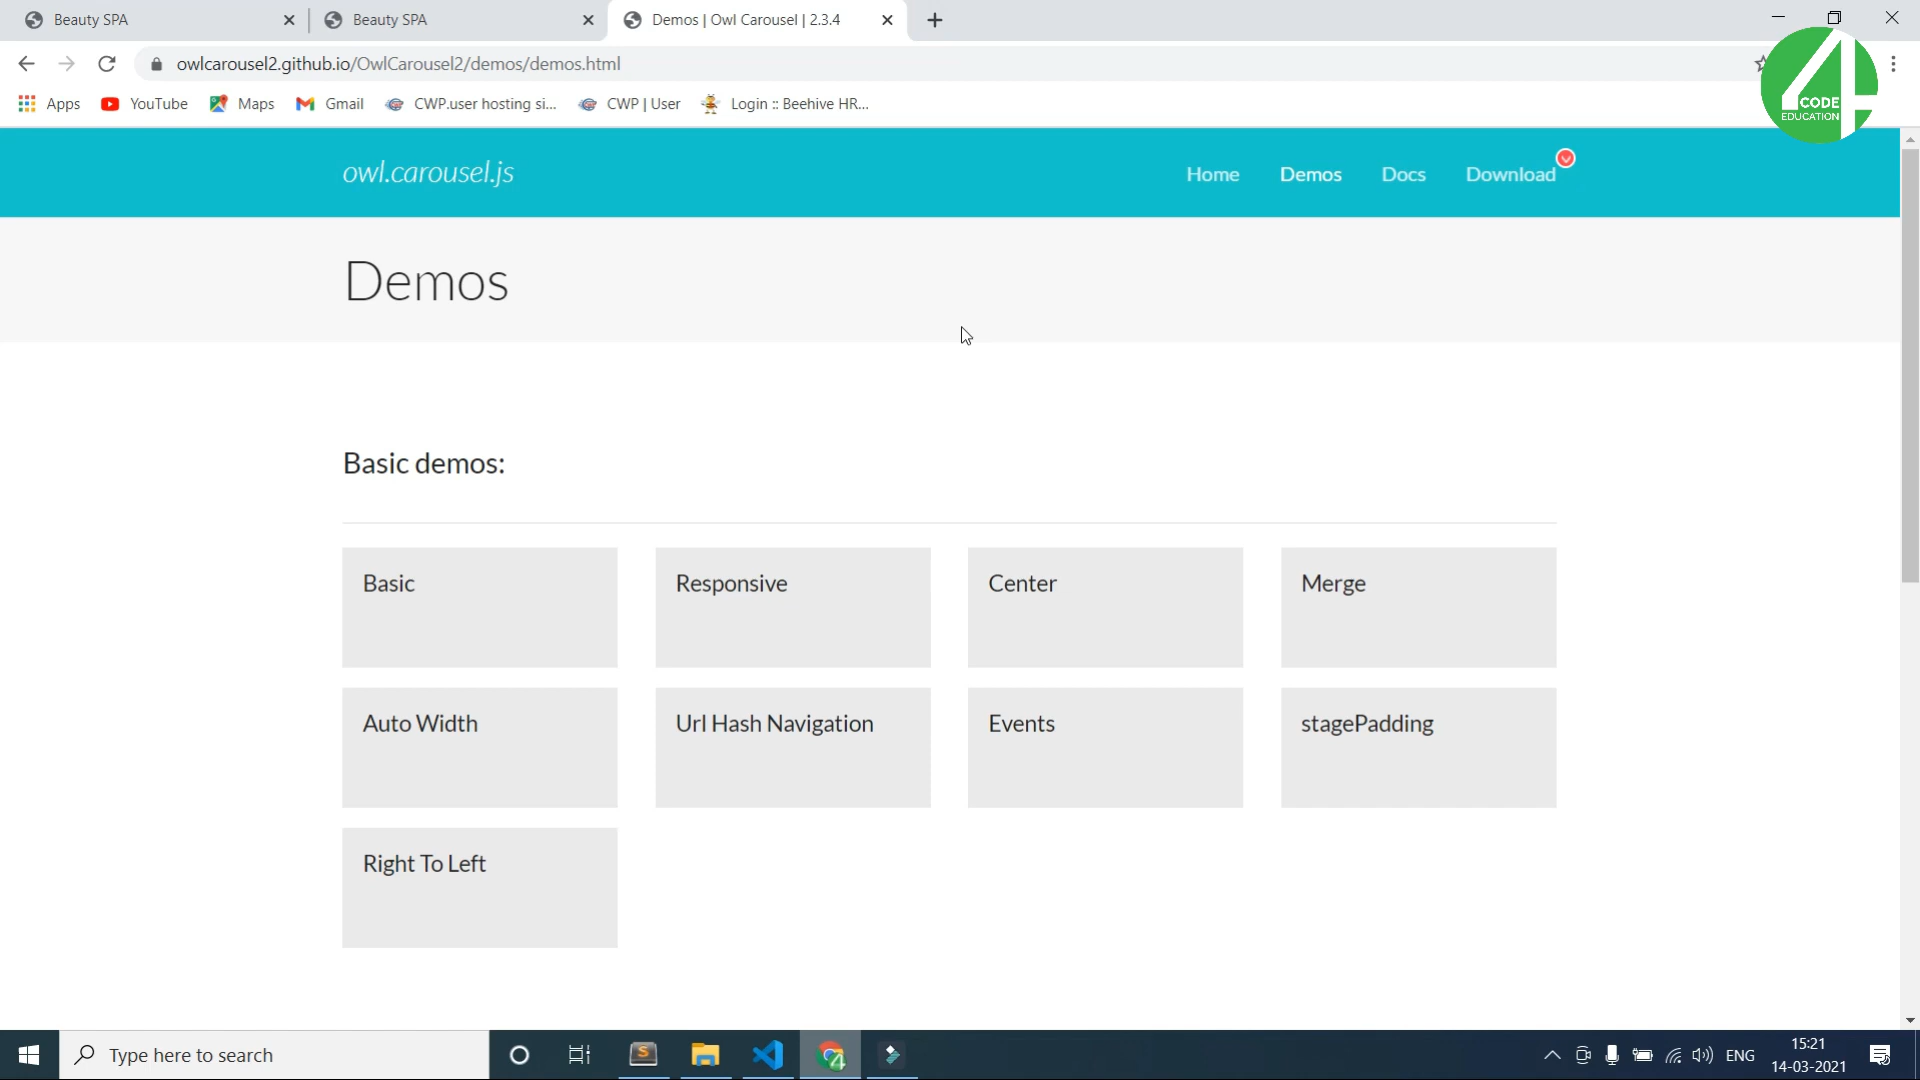 Beauty SPA
Beauty SPA
Demos | Owl Carousel | 2.3.4
owlcarousel2.github.io/OwlCarousel2/demos/demos.html
Apps
YouTube
Maps
Gmail
CWP.user hosting si...
CWP | User
Login :: Beehive HR...
4
CODE
EDUCATION
owl.carousel.js
Home
Demos
Docs
Download
Demos
Basic demos:
Basic
Responsive
Center
Merge
Auto Width
Url Hash Navigation
Events
stagePadding
Right To Left
Type here to search
ENG
15:21
14-03-2021